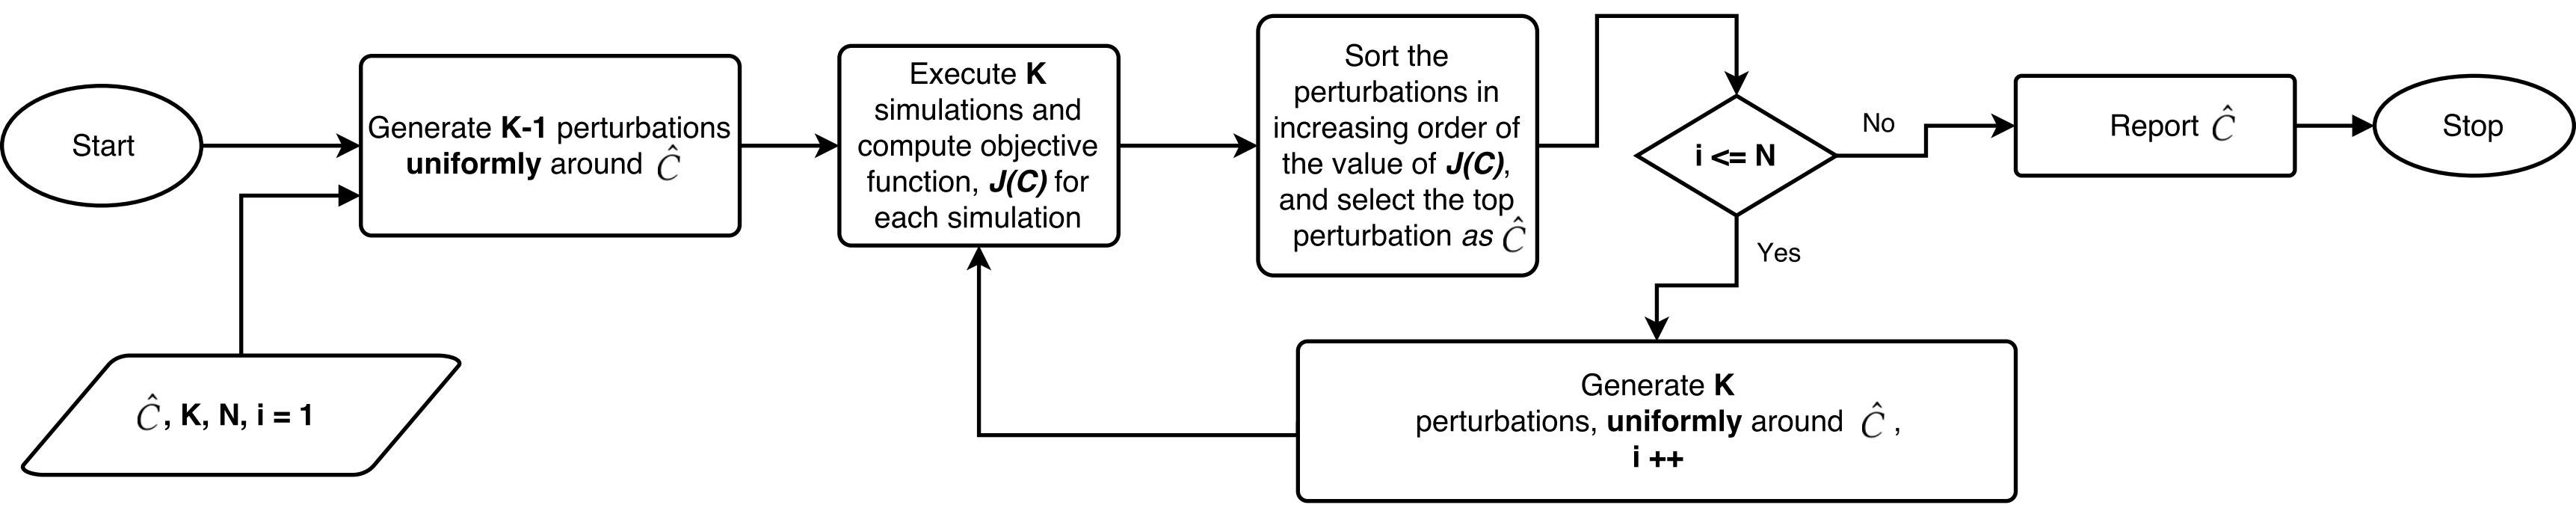 Start
Generate K-1 perturbations
uniformly around Ĉ
Ĉ, K, N, i = 1
Execute K
simulations and
compute objective
function, J(C) for
each simulation
Sort the
perturbations in
increasing order of
the value of J(C),
and select the top
perturbation as Ĉ
i <= N
No
Yes
Report Ĉ
Stop
Generate K
perturbations, uniformly around Ĉ ,
i ++